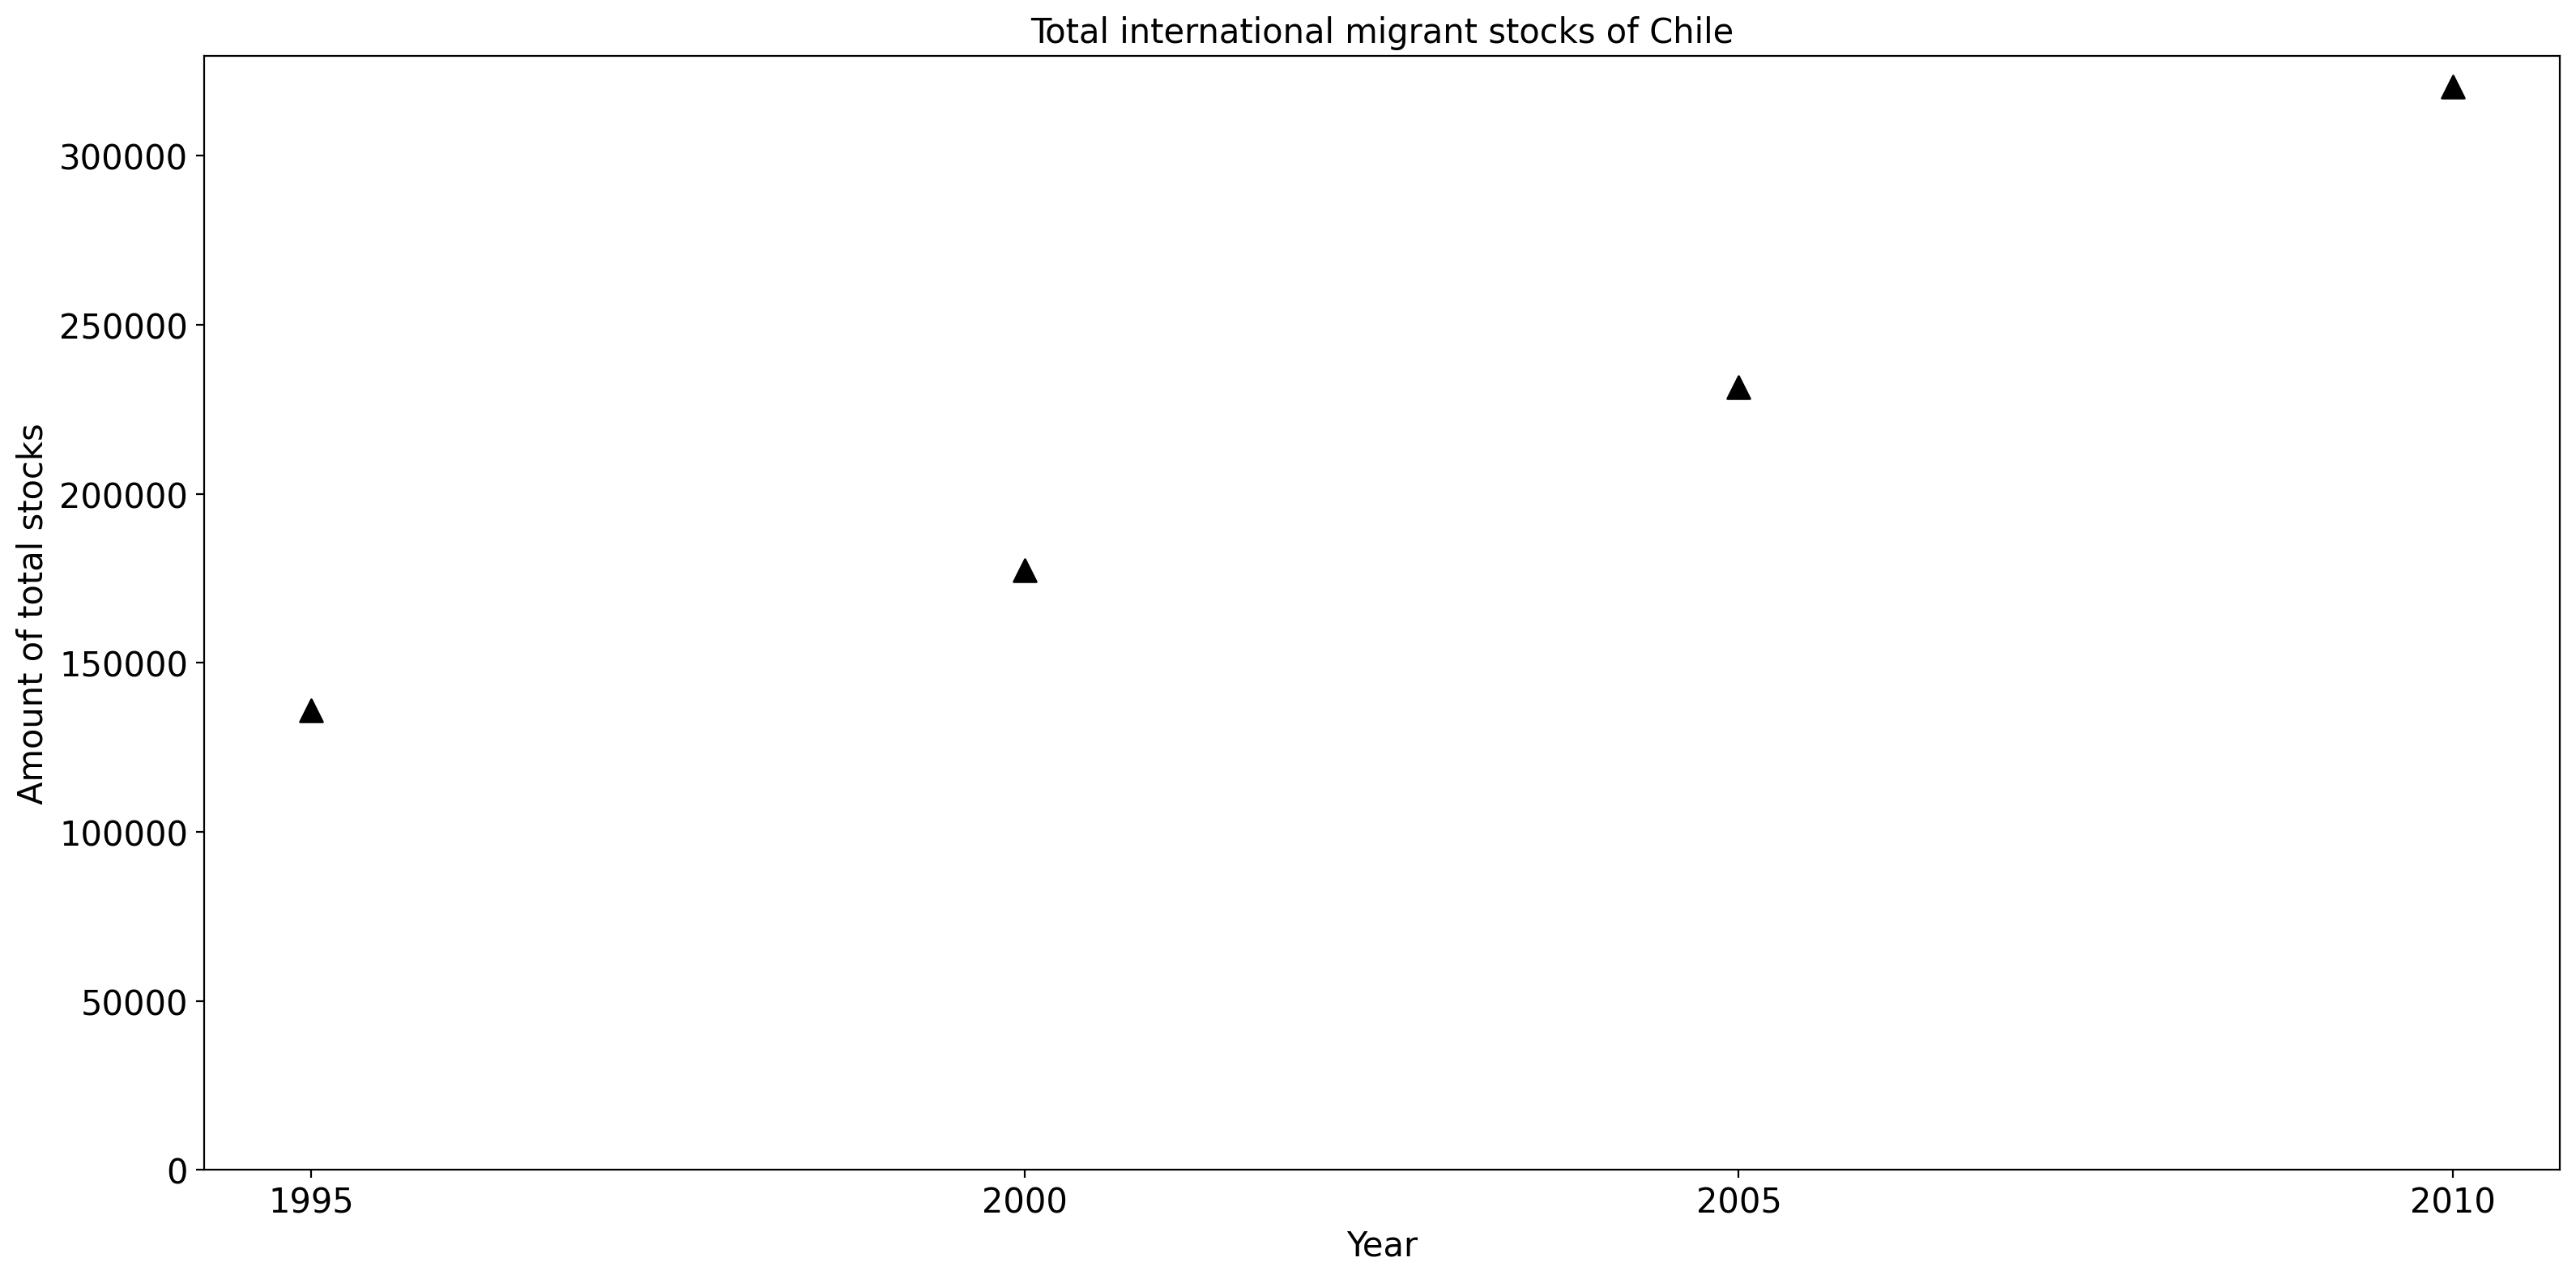 Total international migrant stocks of Chile
Amount of total stocks
300000
250000
200000
150000
100000
50000
0
1995 2000 2005 2010
Year